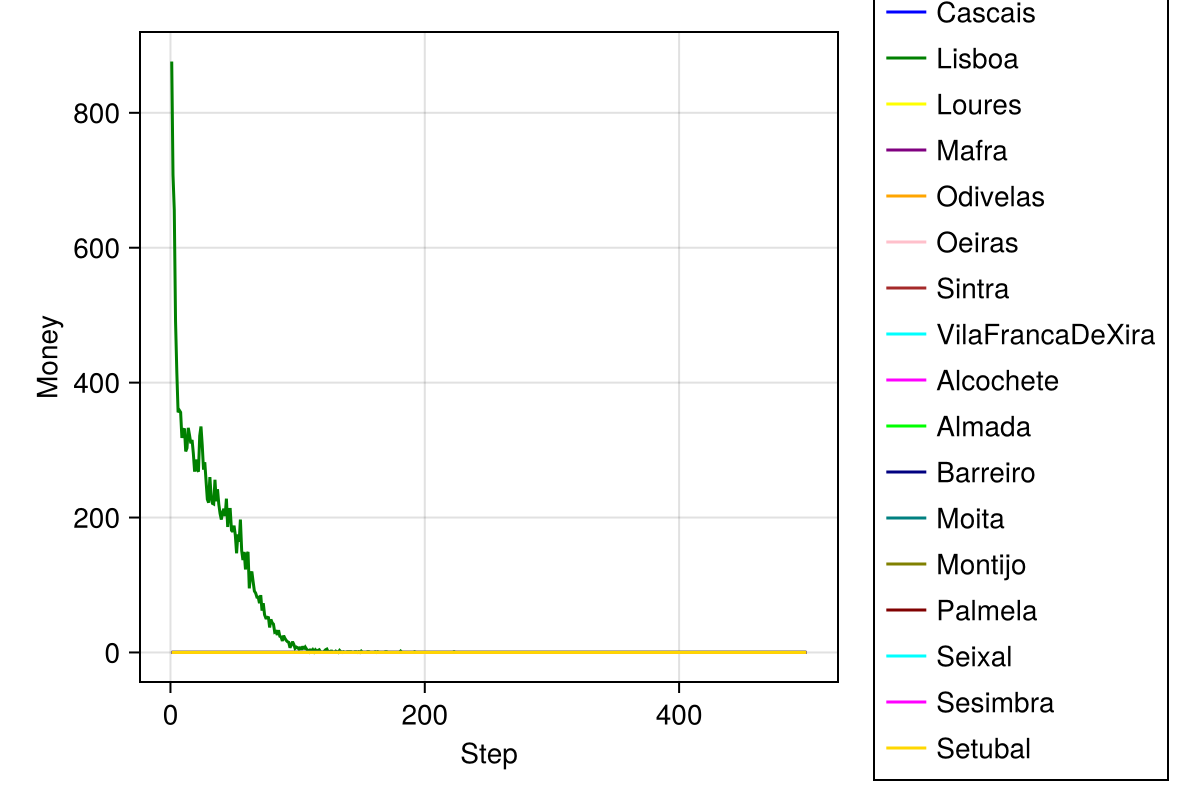 Money
800
600
400
200
0
0
200
400
Step
Cascais
Lisboa
Loures
Mafra
Odivelas
Oeiras
Sintra
VilaFrancaDeXira
Alcochete
Almada
Barreiro
Moita
Montijo
Palmela
Seixal
Sesimbra
Setubal